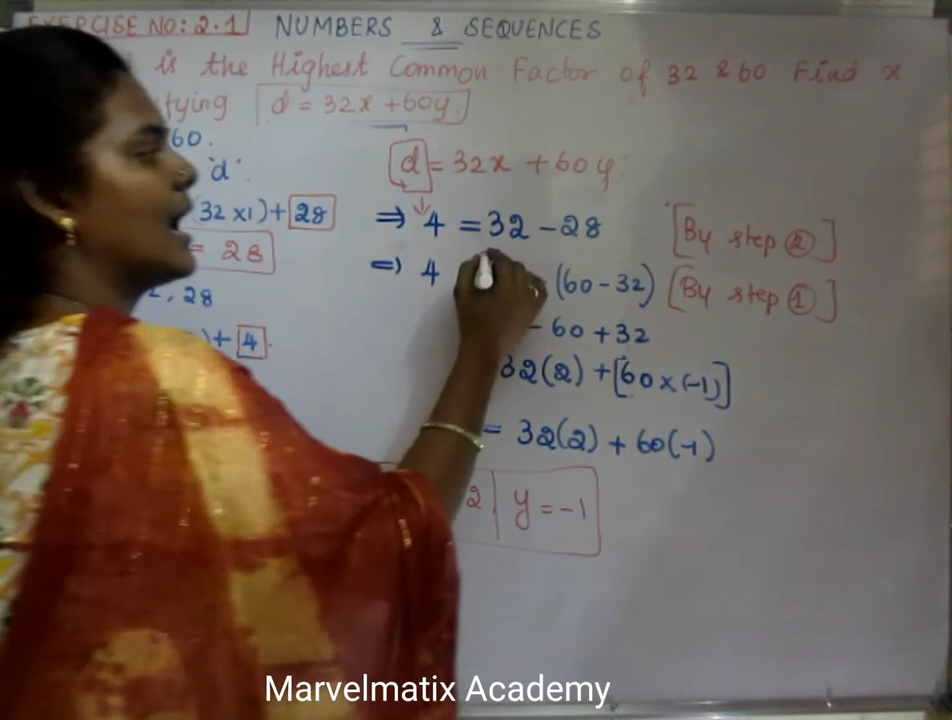 EXERCISE NO: 2.1 NUMBERS & SEQUENCES
is the Highest Common Factor of 32 & 60 Find x
fying d = 32x + 60y.
60.
'd'
32 x1) + 28
= 28
, 28
) + 4.
d = 32x + 60y.
⇒ 4 = 32 - 28 [By step ②]
⇒ 4 (60 - 32) [By step ①]
- 60 + 32
32(2) + [60 x (-1)]
= 32(2) + 60(-1)
2 | y = -1
Marvelmatix Academy